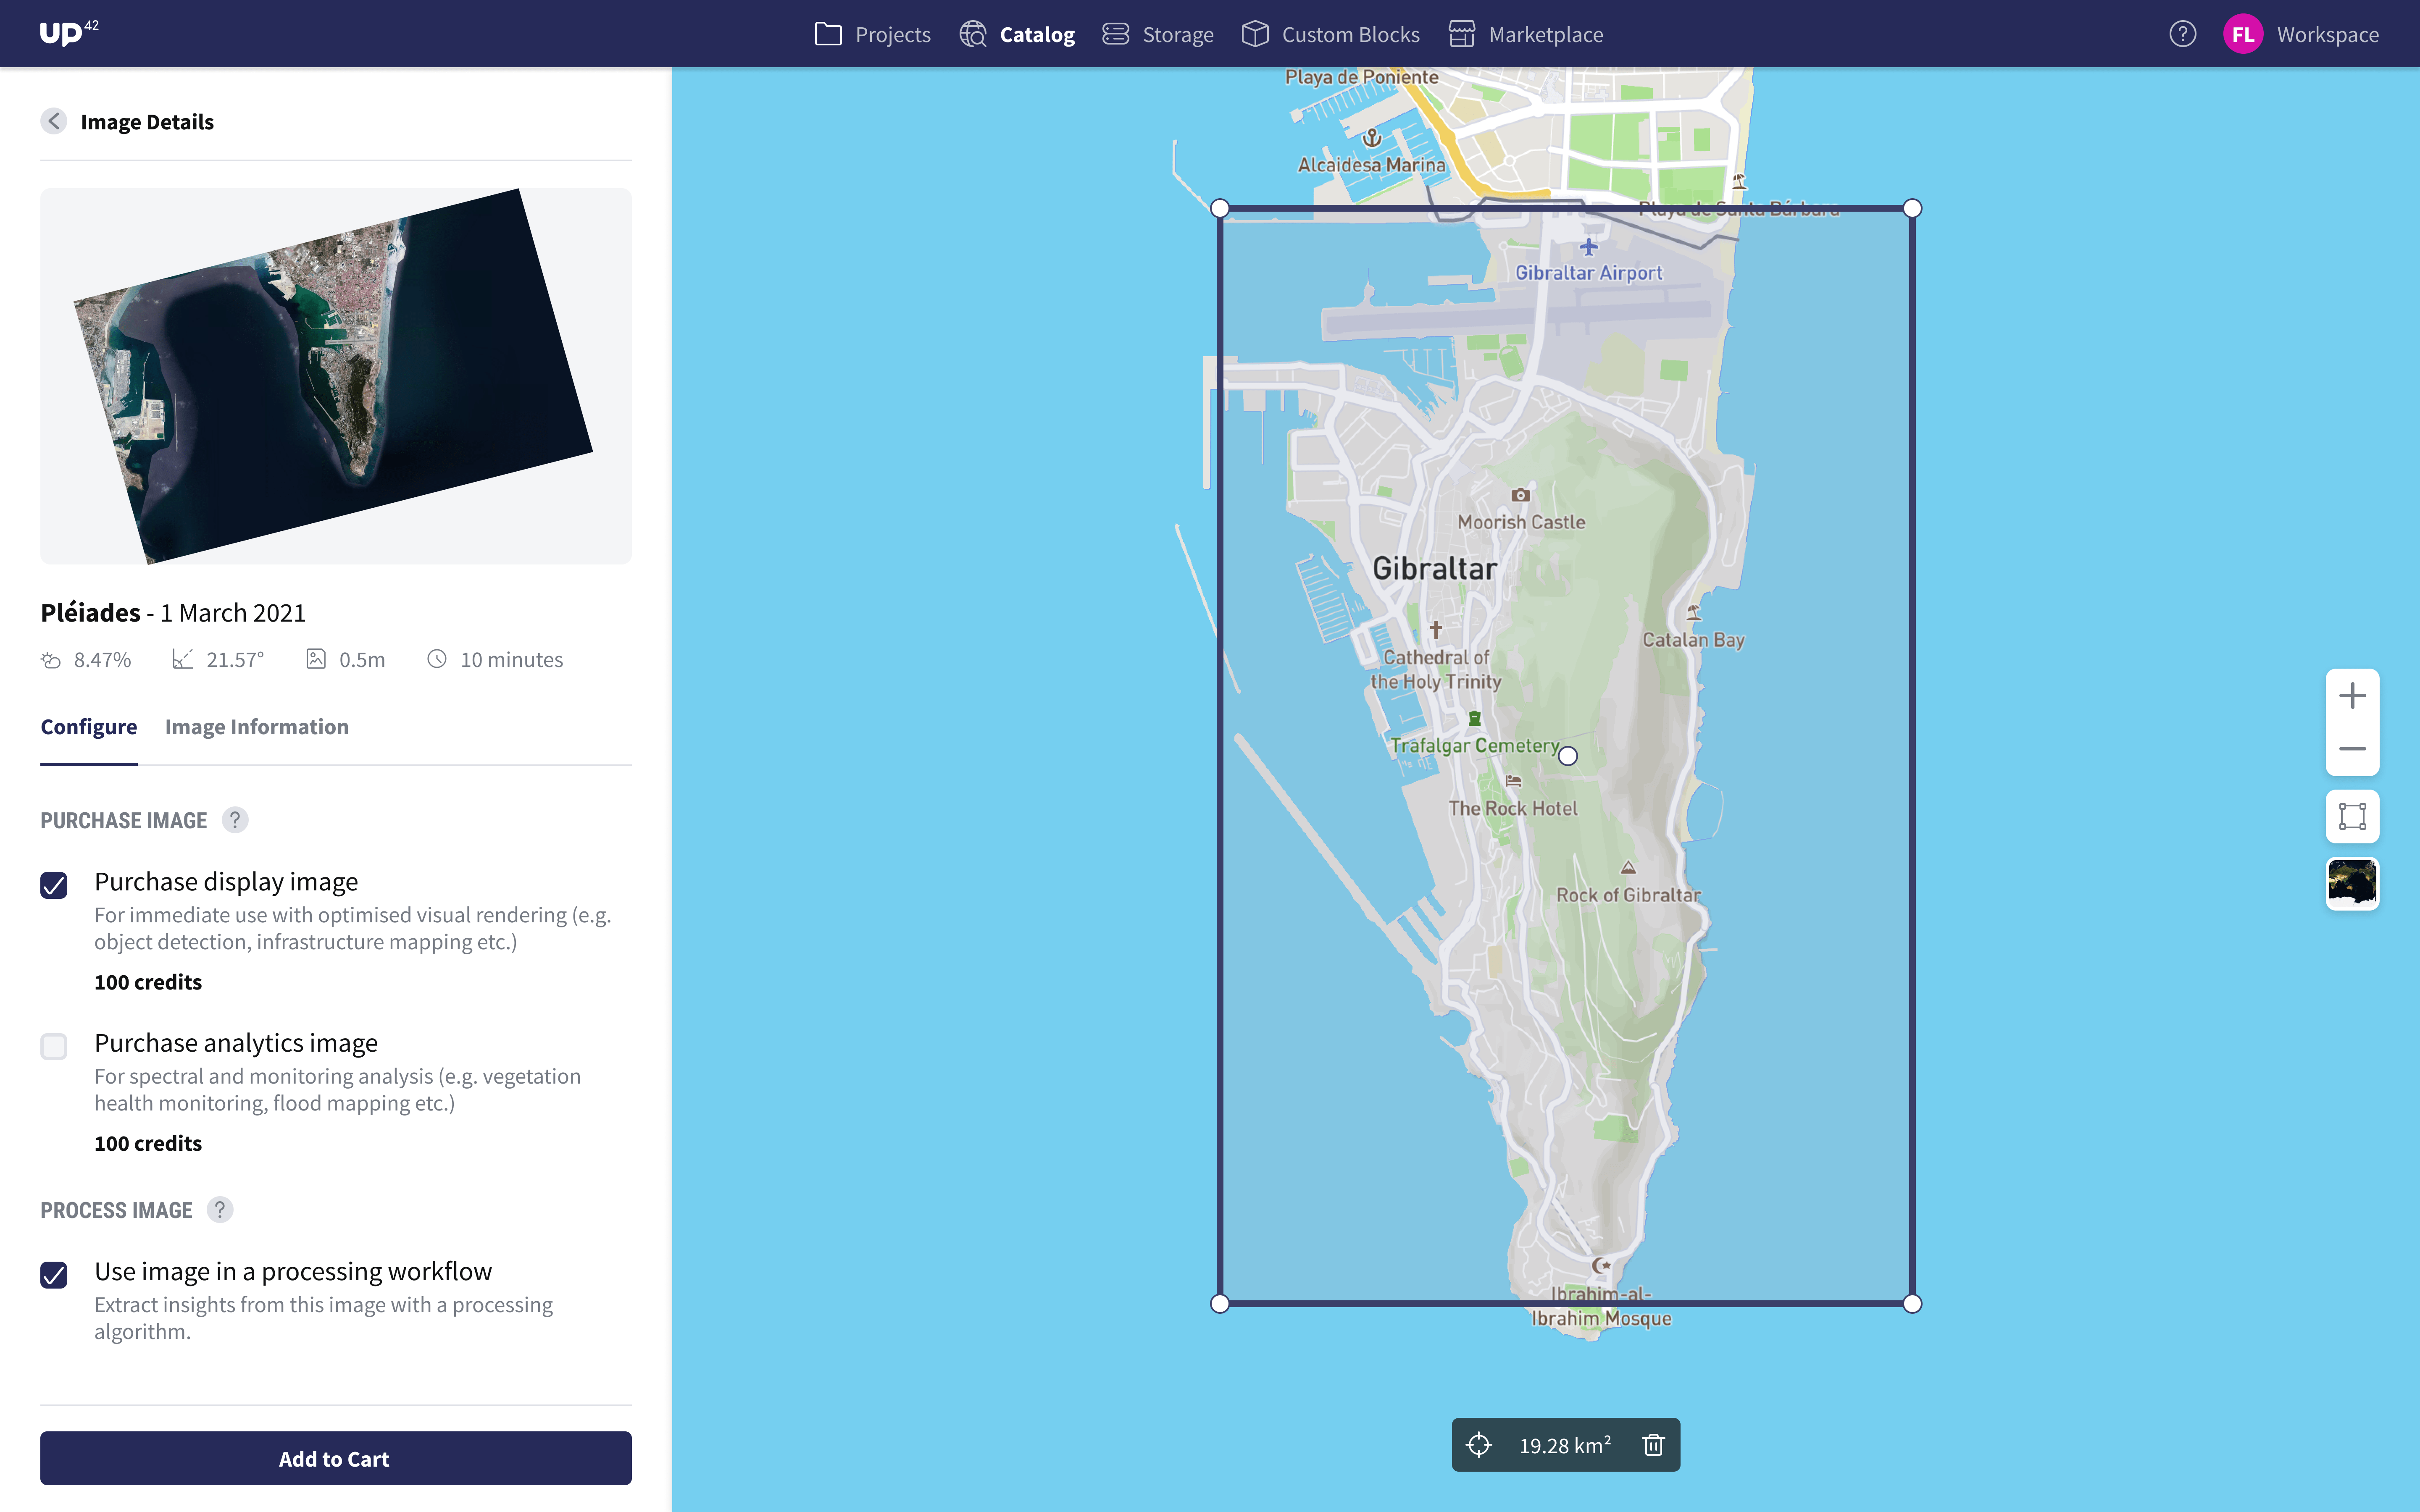 UP42
Projects
Catalog
Storage
Custom Blocks
Marketplace
?
FL
Workspace
Image Details
Pléiades - 1 March 2021
8.47%
21.57°
0.5m
10 minutes
Configure
Image Information
PURCHASE IMAGE ?
Purchase display image
For immediate use with optimised visual rendering (e.g.
object detection, infrastructure mapping etc.)
100 credits
Purchase analytics image
For spectral and monitoring analysis (e.g. vegetation
health monitoring, flood mapping etc.)
100 credits
PROCESS IMAGE ?
Use image in a processing workflow
Extract insights from this image with a processing
algorithm.
Add to Cart
Playa de Poniente
Alcaidesa Marina
Playa de Santa Bárbara
Gibraltar Airport
Moorish Castle
Gibraltar
Catalan Bay
Cathedral of
the Holy Trinity
Trafalgar Cemetery
The Rock Hotel
Rock of Gibraltar
Ibrahim-al-
Ibrahim Mosque
19.28 km²